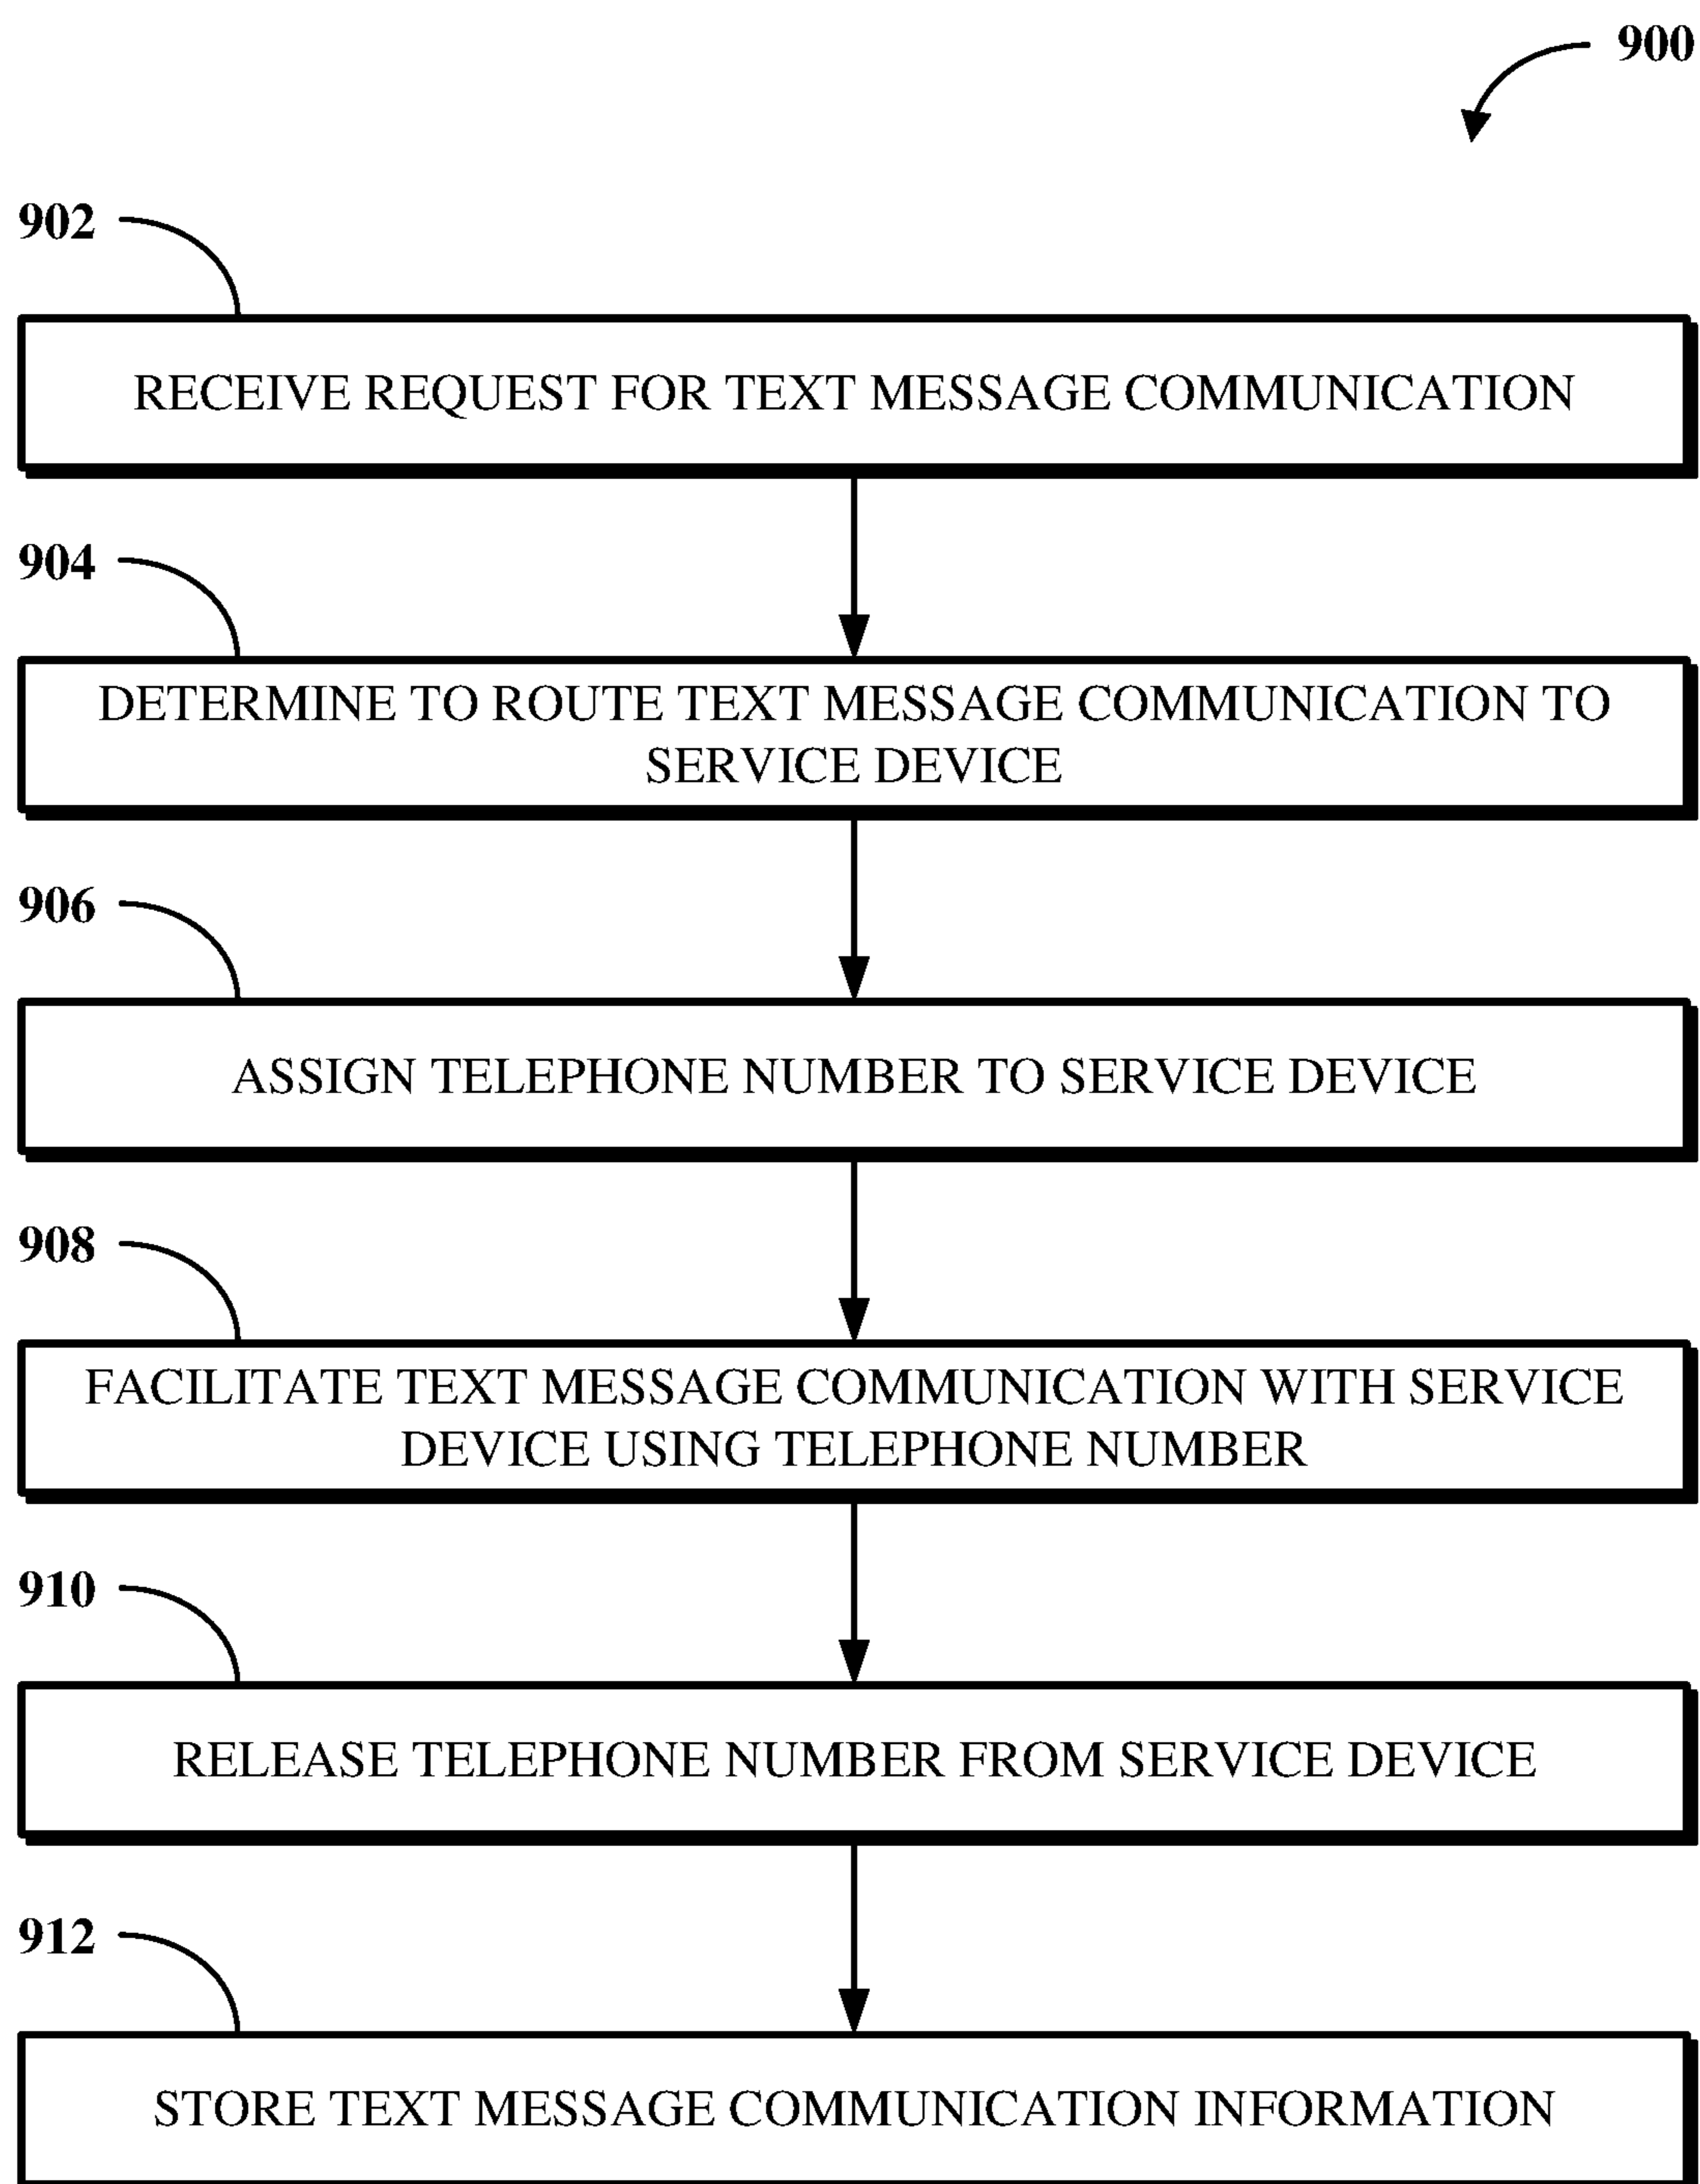 900
902
RECEIVE REQUEST FOR TEXT MESSAGE COMMUNICATION
904
DETERMINE TO ROUTE TEXT MESSAGE COMMUNICATION TO
SERVICE DEVICE
906
ASSIGN TELEPHONE NUMBER TO SERVICE DEVICE
908
FACILITATE TEXT MESSAGE COMMUNICATION WITH SERVICE
DEVICE USING TELEPHONE NUMBER
910
RELEASE TELEPHONE NUMBER FROM SERVICE DEVICE
912
STORE TEXT MESSAGE COMMUNICATION INFORMATION